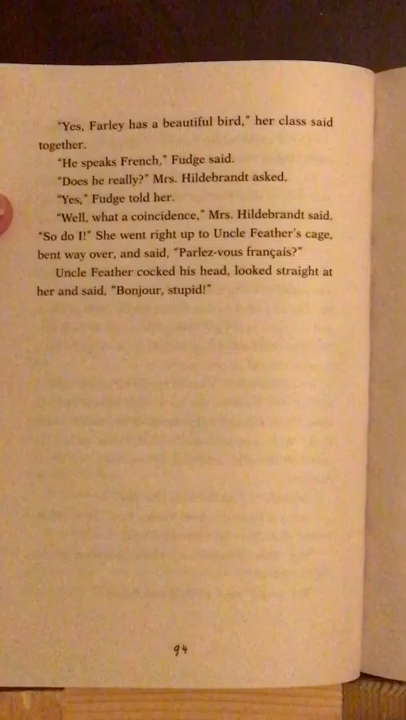 "Yes, Farley has a beautiful bird," her class said
together.
"He speaks French," Fudge said.
"Does he really?" Mrs. Hildebrandt asked.
"Yes," Fudge told her.
"Well, what a coincidence," Mrs. Hildebrandt said.
"So do I!" She went right up to Uncle Feather's cage,
bent way over, and said, "Parlez-vous français?"
Uncle Feather cocked his head, looked straight at
her and said, "Bonjour, stupid!"
94